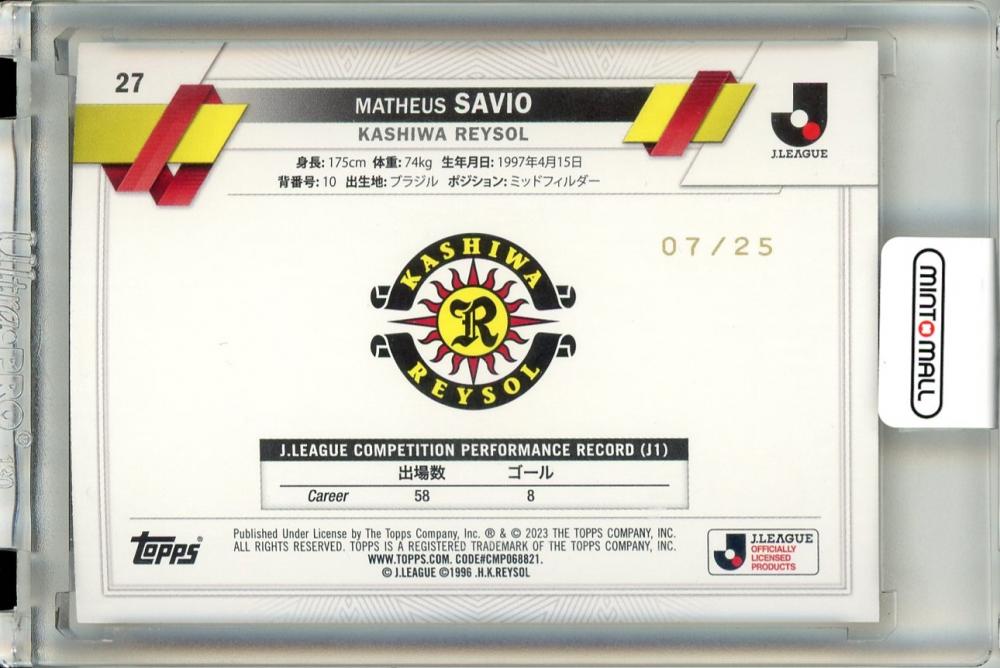 27
MATHEUS SAVIO
KASHIWA REYSOL
J.LEAGUE
身長: 175cm 体重: 74kg 生年月日: 1997年4月15日
背番号: 10 出生地: ブラジル ポジション: ミッドフィルダー
07/25
KASHIWA
R
REYSOL
MINT MALL
Ultra PRO®
J.LEAGUE COMPETITION PERFORMANCE RECORD (J1)
出場数 ゴール
Career 58 8
Topps®
Published Under License by The Topps Company, Inc. ® & © 2023 THE TOPPS COMPANY, INC.
ALL RIGHTS RESERVED. TOPPS IS A REGISTERED TRADEMARK OF THE TOPPS COMPANY, INC.
WWW.TOPPS.COM. CODE#CMP068821.
© J.LEAGUE ©1996 .H.K.REYSOL
J.LEAGUE
OFFICIALLY
LICENSED
PRODUCTS